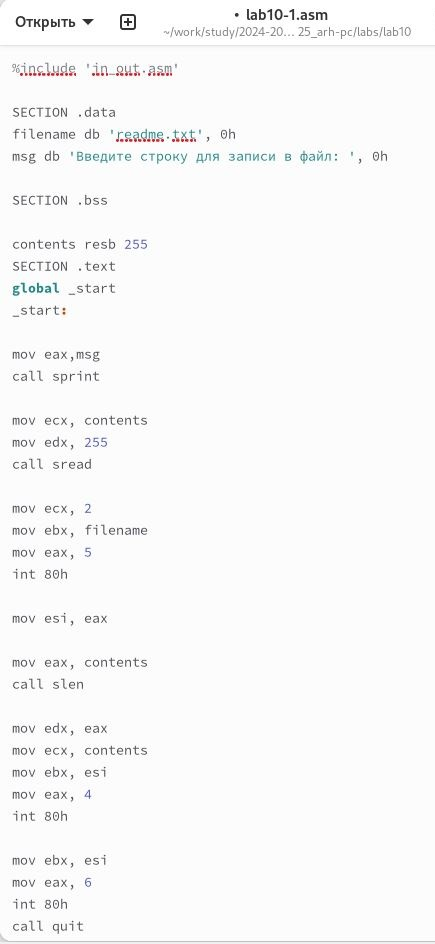 Открыть
• lab10-1.asm
~/work/study/2024-20... 25_arh-pc/labs/lab10
%include 'in_out.asm'
SECTION .data
filename db 'readme.txt', 0h
msg db 'Введите строку для записи в файл: ', 0h
SECTION .bss
contents resb 255
SECTION .text
global _start
_start:
mov eax,msg
call sprint
mov ecx, contents
mov edx, 255
call sread
mov ecx, 2
mov ebx, filename
mov eax, 5
int 80h
mov esi, eax
mov eax, contents
call slen
mov edx, eax
mov ecx, contents
mov ebx, esi
mov eax, 4
int 80h
mov ebx, esi
mov eax, 6
int 80h
call quit